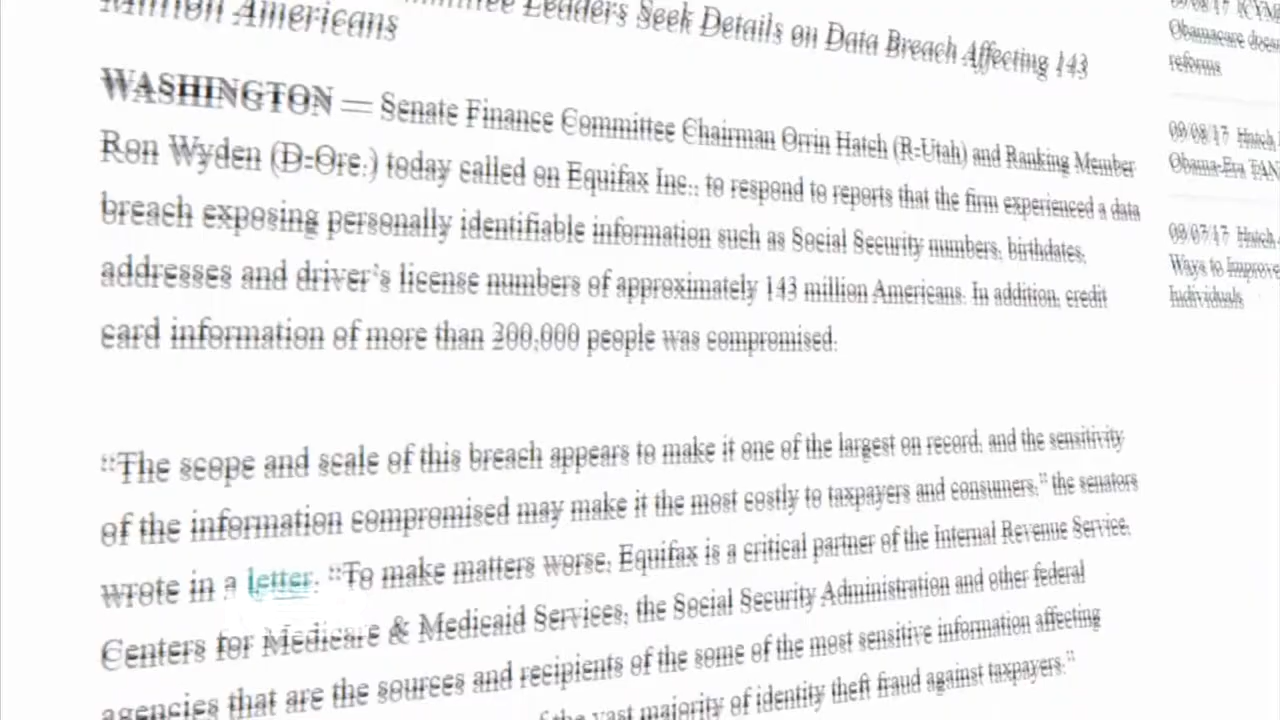 Leaders Seek Details on Data Breach Affecting 143
Million Americans
WASHINGTON — Senate Finance Committee Chairman Orrin Hatch (R-Utah) and Ranking Member
Ron Wyden (D-Ore.) today called on Equifax Inc., to respond to reports that the firm experienced a data
breach exposing personally identifiable information such as Social Security numbers, birthdates,
addresses and driver's license numbers of approximately 143 million Americans. In addition, credit
card information of more than 200,000 people was compromised.
“The scope and scale of this breach appears to make it one of the largest on record, and the sensitivity
of the information compromised may make it the most costly to taxpayers and consumers,” the senators
wrote in a letter. “To make matters worse, Equifax is a critical partner of the Internal Revenue Service,
Centers for Medicare & Medicaid Services, the Social Security Administration and other federal
agencies that are the sources and recipients of the some of the most sensitive information affecting
the vast majority of identity theft fraud against taxpayers.”
09/08/17
Obamacare
reforms
09/08/17 Hatch
Obama-Era
09/07/17 Hatch
Ways to Improve
Individuals